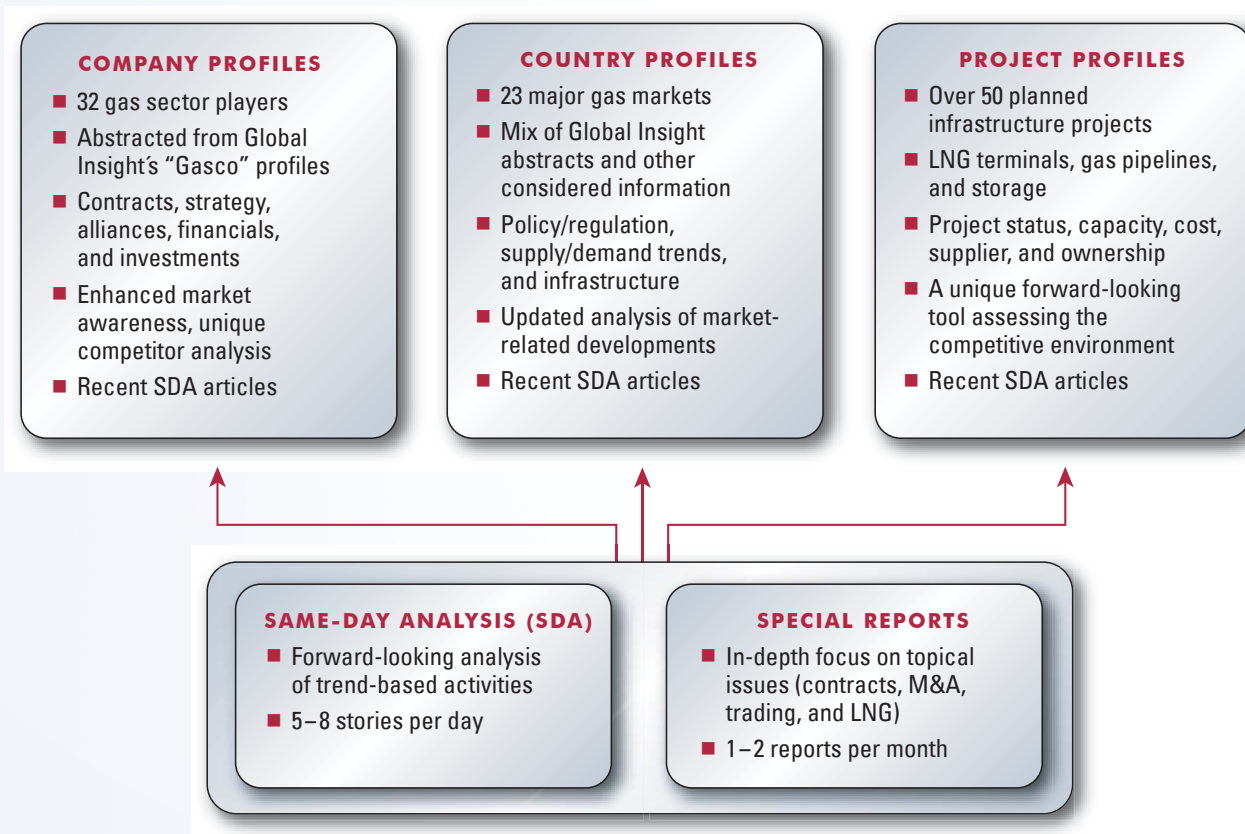 COMPANY PROFILES
■ 32 gas sector players
■ Abstracted from Global
Insight´s “Gasco” profiles
■ Contracts, strategy,
alliances, financials,
and investments
■ Enhanced market
awareness, unique
competitor analysis
■ Recent SDA articles
COUNTRY PROFILES
■ 23 major gas markets
■ Mix of Global Insight
abstracts and other
considered information
■ Policy/regulation,
supply/demand trends,
and infrastructure
■ Updated analysis of market-
related developments
■ Recent SDA articles
PROJECT PROFILES
■ Over 50 planned
infrastructure projects
■ LNG terminals, gas pipelines,
and storage
■ Project status, capacity, cost,
supplier, and ownership
■ A unique forward-looking
tool assessing the
competitive environment
■ Recent SDA articles
SAME-DAY ANALYSIS (SDA)
■ Forward-looking analysis
of trend-based activities
■ 5–8 stories per day
SPECIAL REPORTS
■ In-depth focus on topical
issues (contracts, M&A,
trading, and LNG)
■ 1–2 reports per month